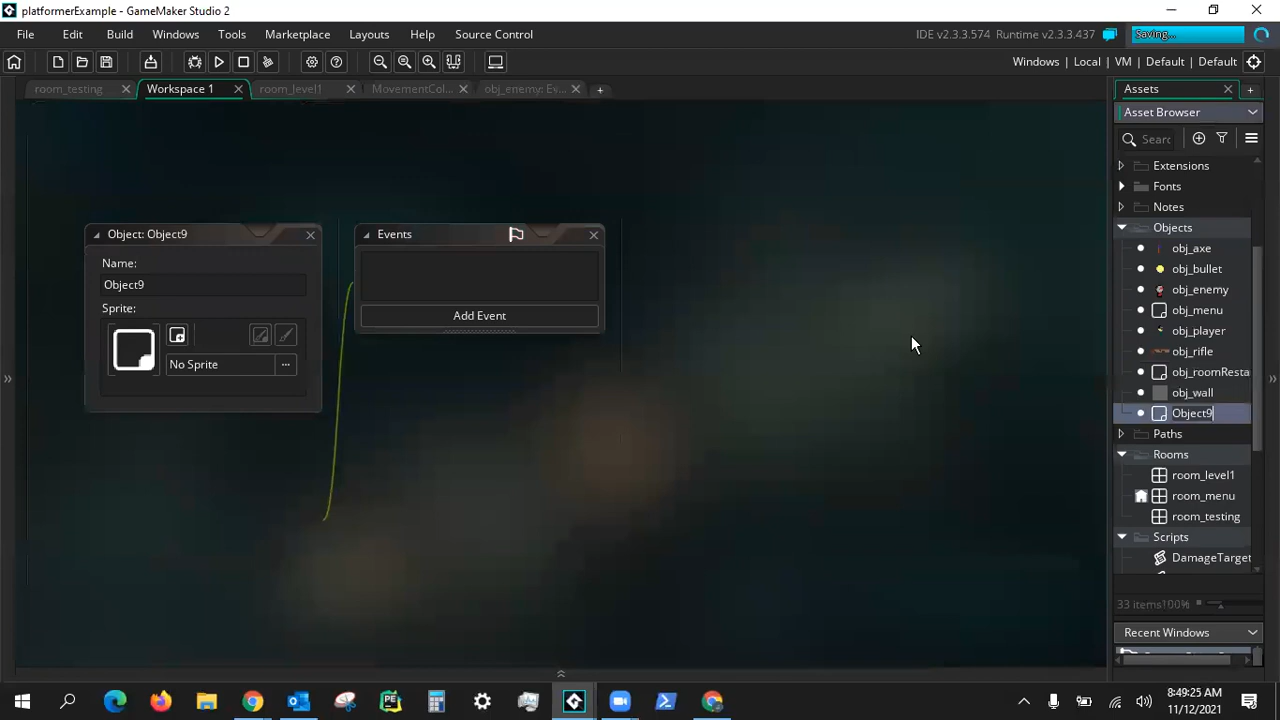 platformerExample - GameMaker Studio 2
File Edit Build Windows Tools Marketplace Layouts Help Source Control
IDE v2.3.3.574 Runtime v2.3.3.437 Saving...
Windows | Local | VM | Default | Default
room_testing Workspace 1 room_level1 MovementCol... obj_enemy: Ev...
Assets
Asset Browser
Searc
Extensions
Fonts
Notes
Objects
obj_axe
obj_bullet
obj_enemy
obj_menu
obj_player
obj_rifle
obj_roomResta
obj_wall
Object9
Paths
Rooms
room_level1
room_menu
room_testing
Scripts
DamageTarget
33 items 100%
Recent Windows
Object: Object9
Name:
Object9
Sprite:
No Sprite
...
Events
Add Event
8:49:25 AM
11/12/2021